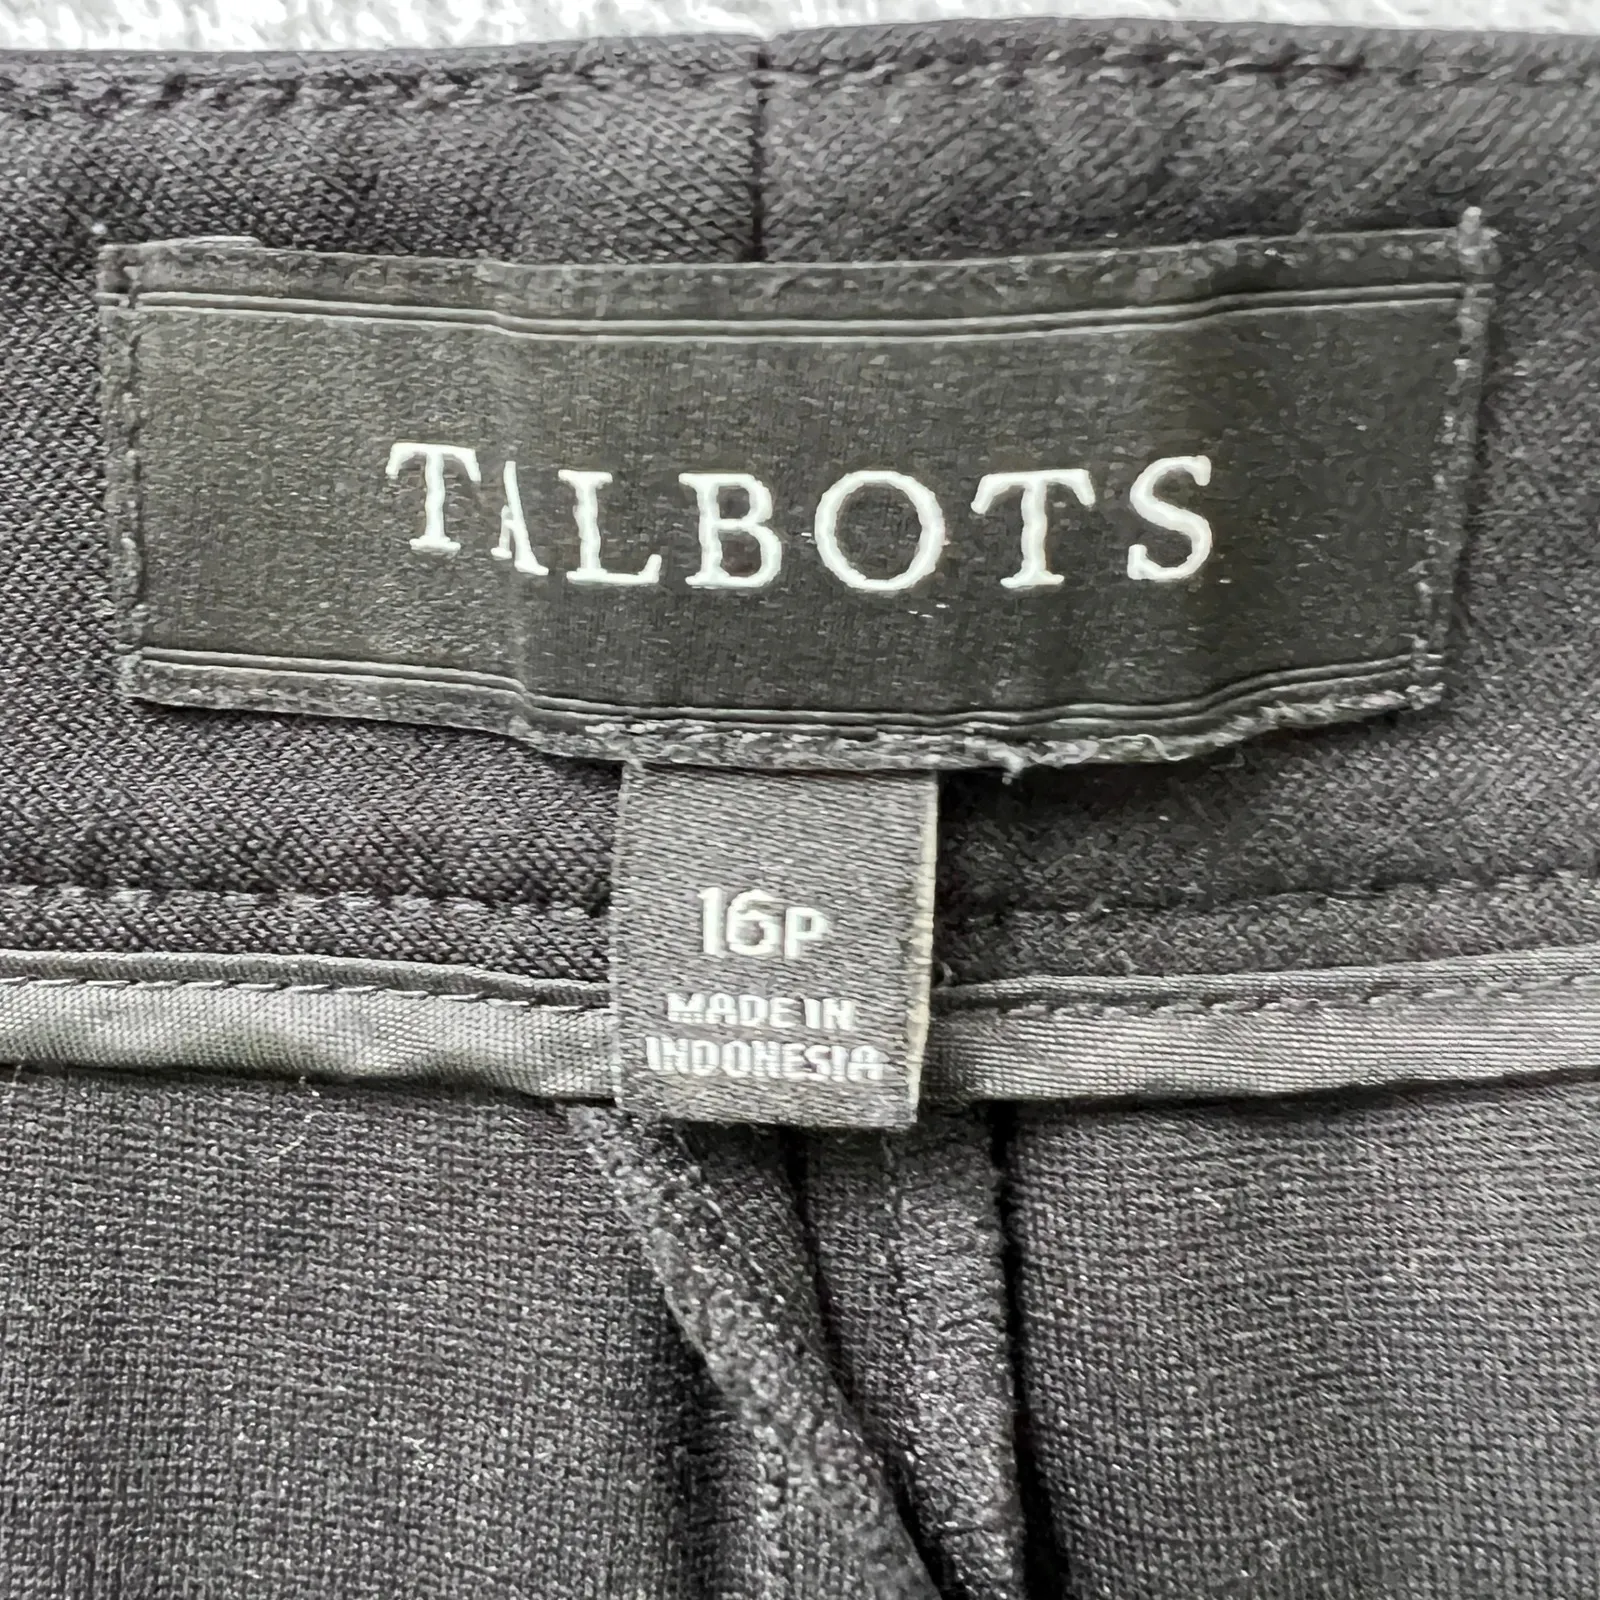 TALBOTS
16P
MADE IN
INDONESIA